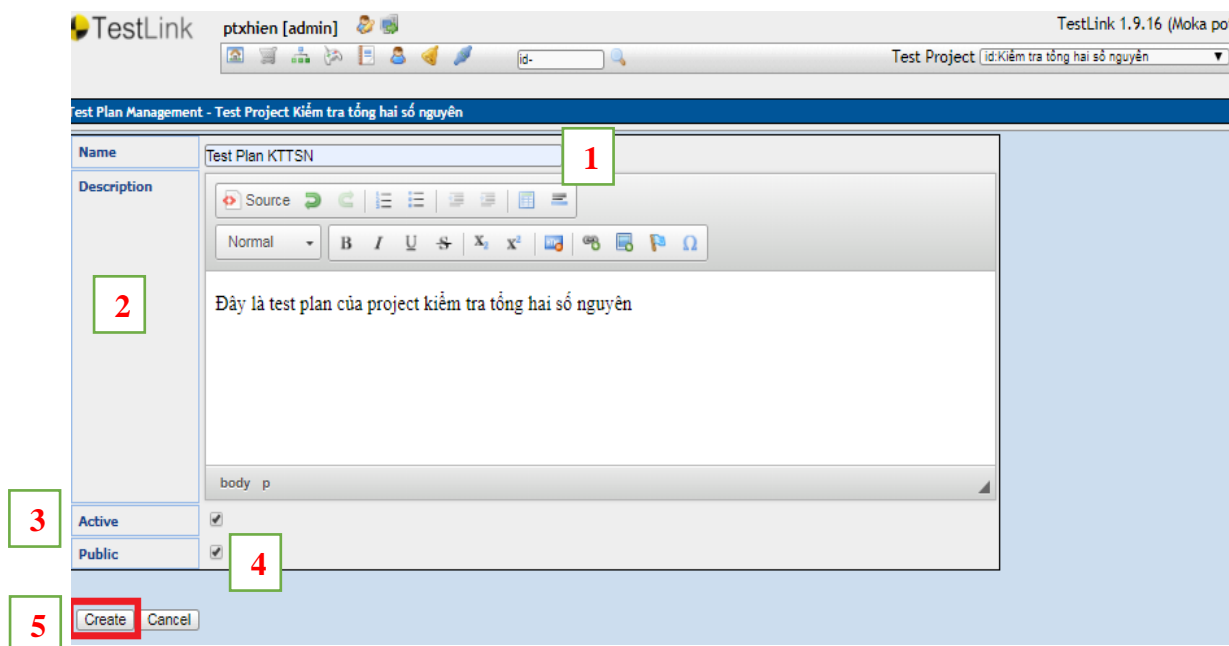 TestLink ptxhien [admin] TestLink 1.9.16 (Moka po
id- Test Project id:Kiểm tra tổng hai số nguyên
Test Plan Management - Test Project Kiểm tra tổng hai số nguyên
Name Test Plan KTTSN 1
Description
Source
Normal B I U S X₂ X² Ω
2 Đây là test plan của project kiểm tra tổng hai số nguyên
body p
3 Active
Public 4
5 Create Cancel